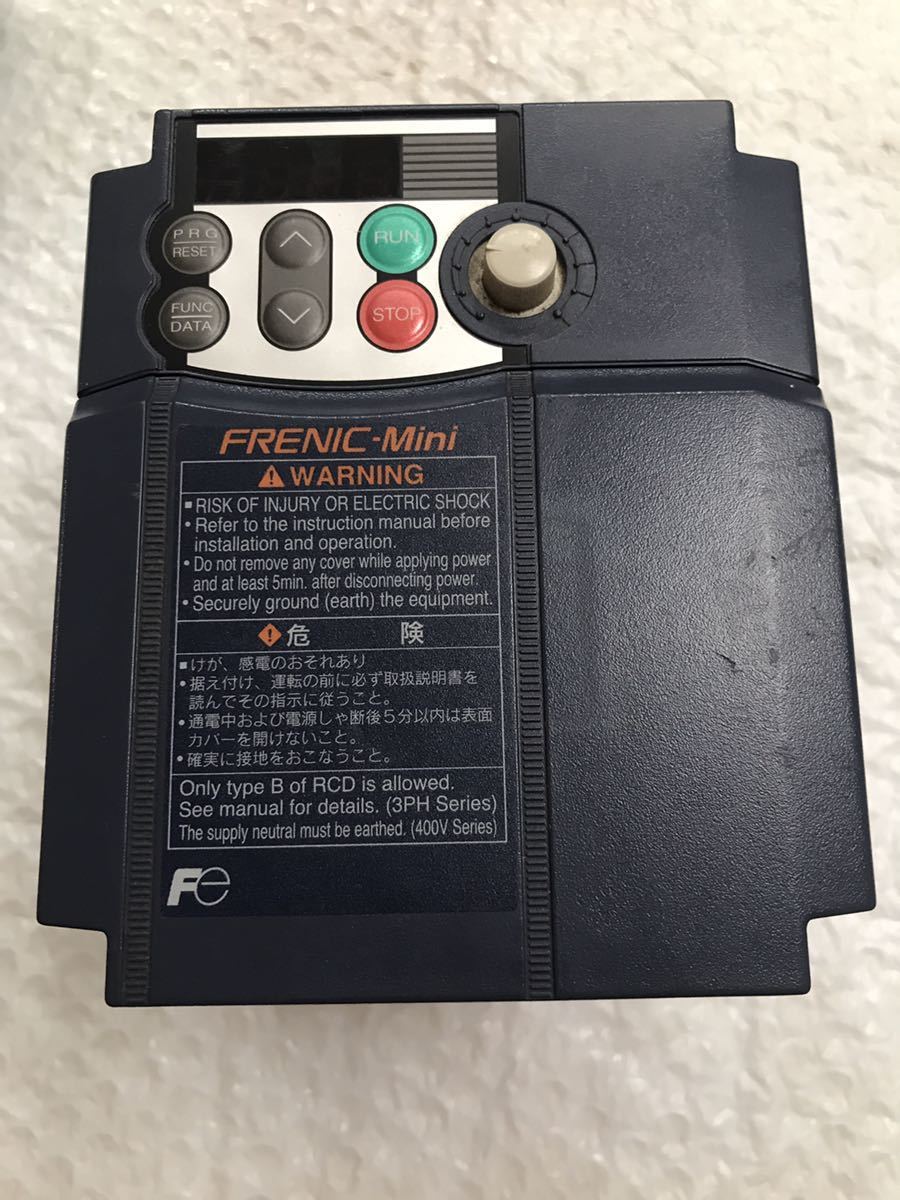 PRG
RESET
RUN
FUNC
DATA
STOP
FRENIC-Mini
WARNING
■RISK OF INJURY OR ELECTRIC SHOCK
• Refer to the instruction manual before
installation and operation.
• Do not remove any cover while applying power
and at least 5min. after disconnecting power.
• Securely ground (earth) the equipment.
危 険
■けが、感電のおそれあり
・据え付け、運転の前に必ず取扱説明書を
読んでその指示に従うこと。
・通電中および電源しゃ断後5分以内は表面
カバーを開けないこと。
・確実に接地をおこなうこと。
Only type B of RCD is allowed.
See manual for details. (3PH Series)
The supply neutral must be earthed. (400V Series)
Fe